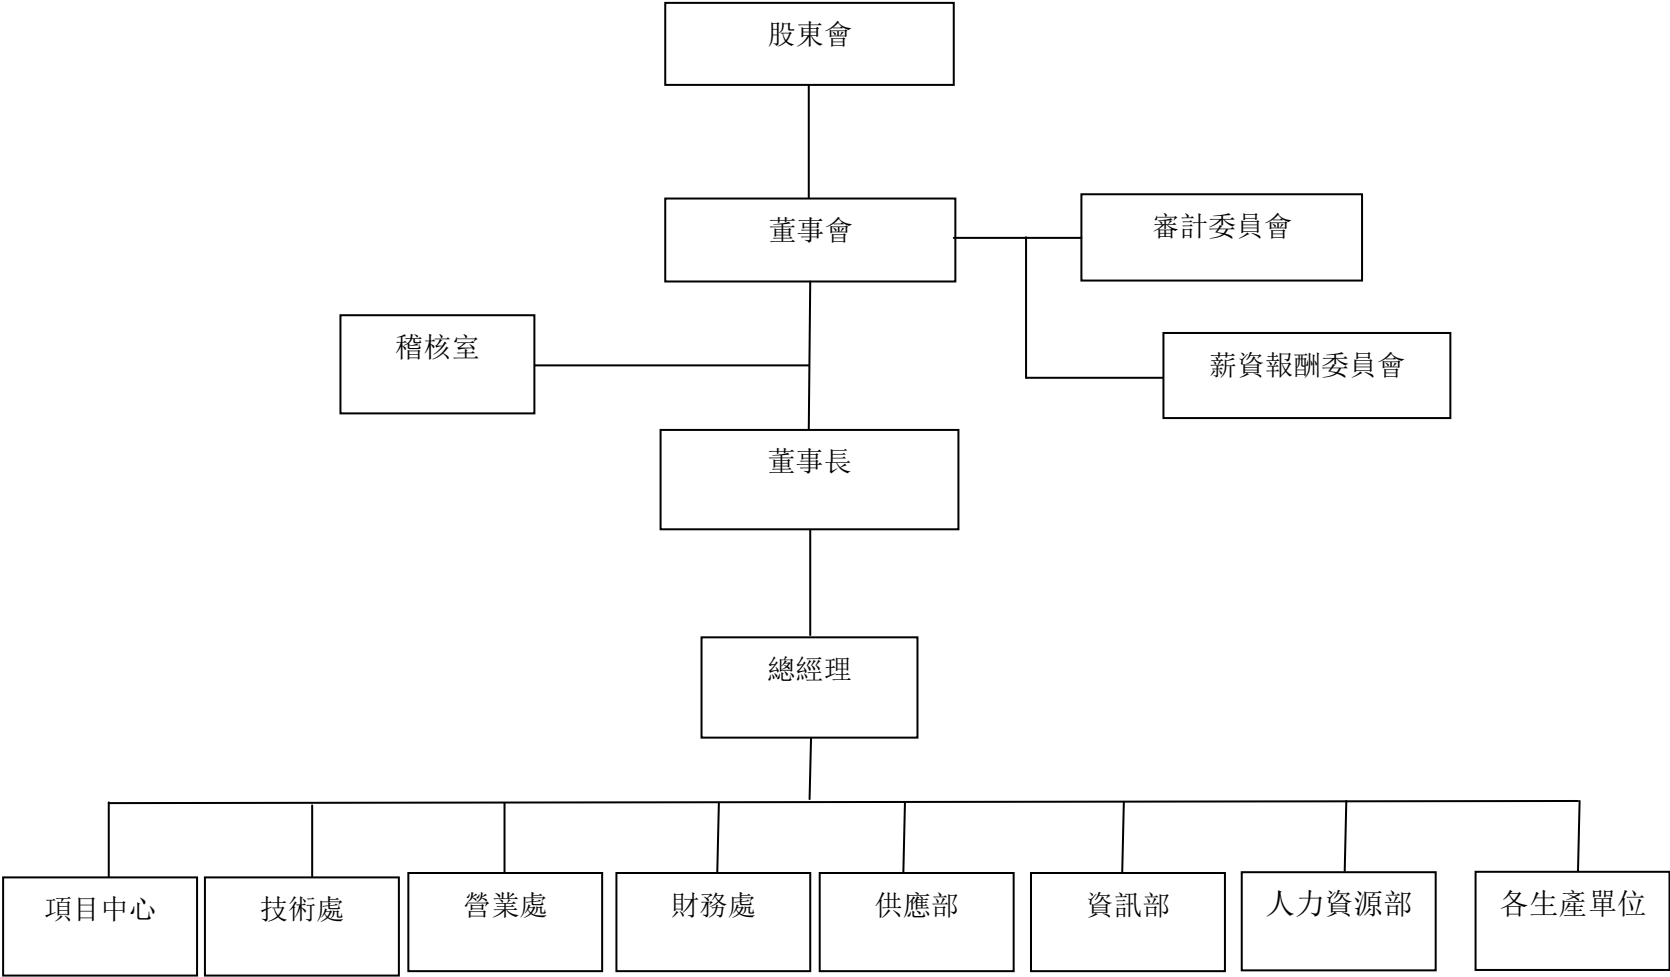 股東會
董事會
審計委員會
稽核室
薪資報酬委員會
董事長
總經理
項目中心
技術處
營業處
財務處
供應部
資訊部
人力資源部
各生產單位